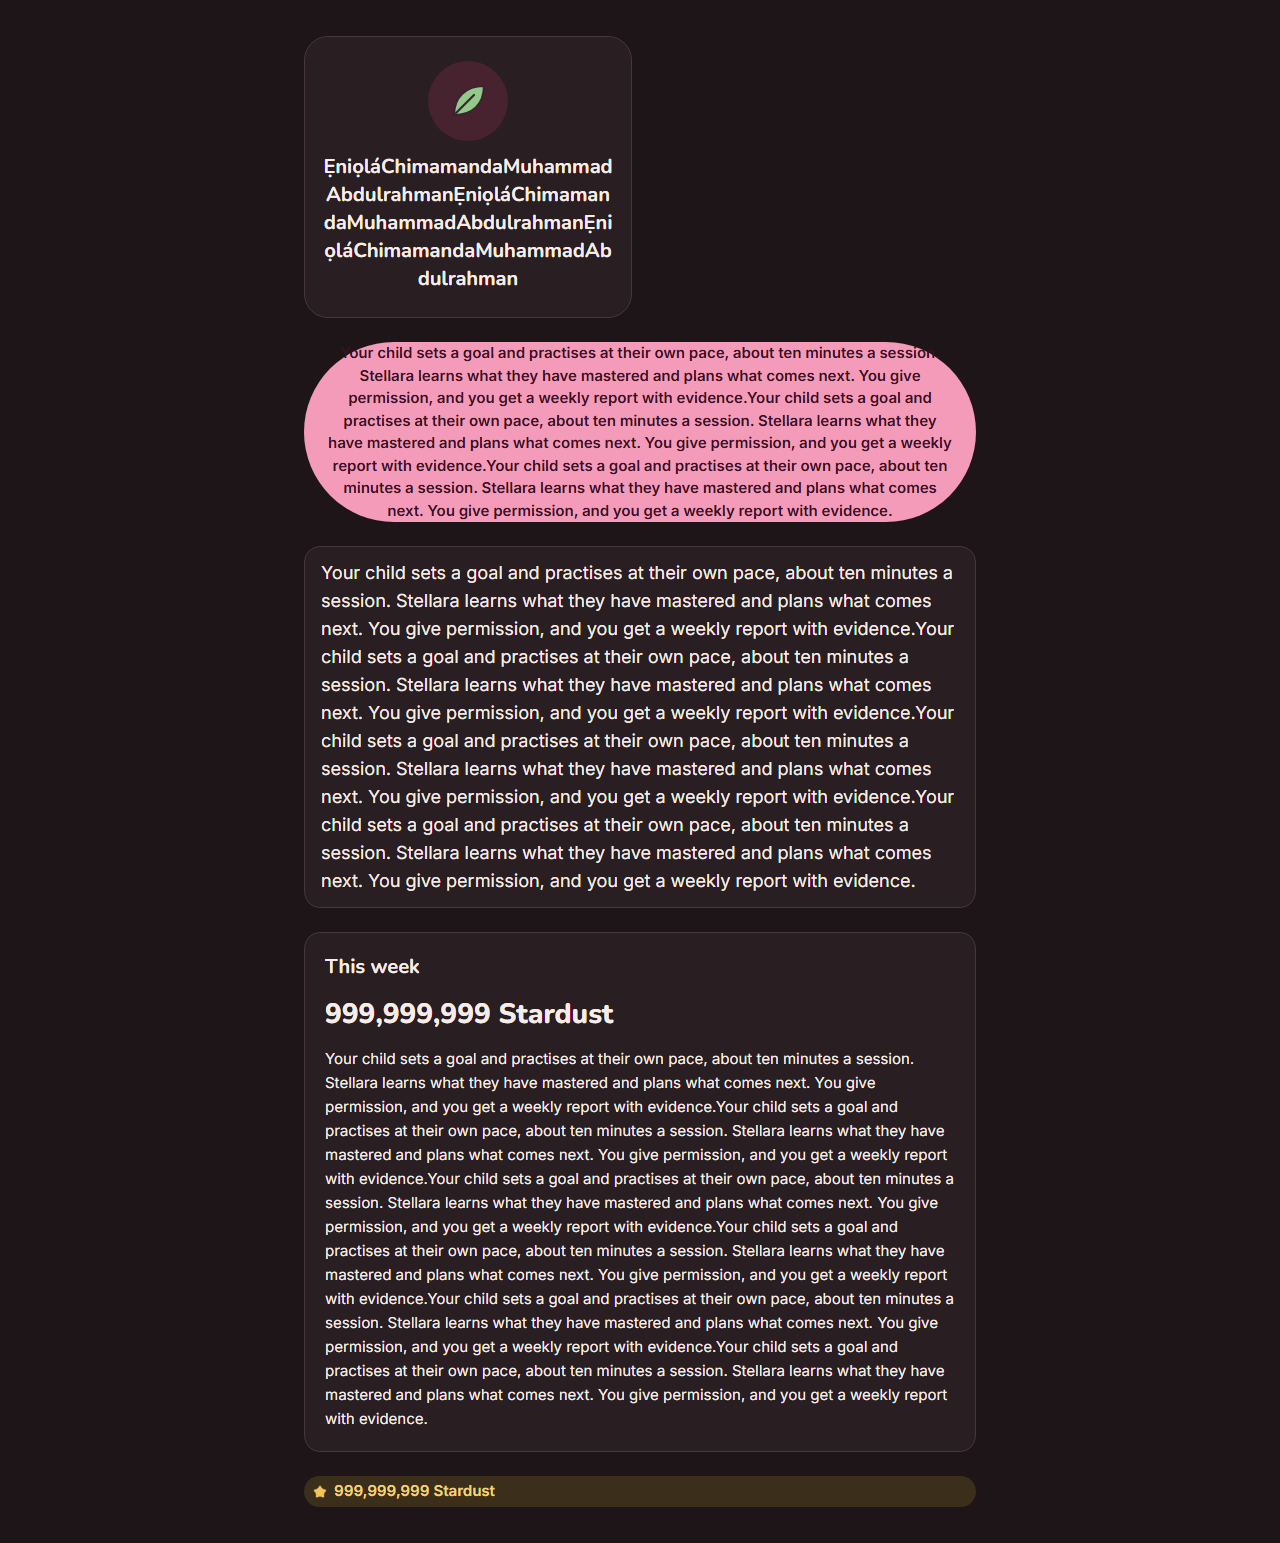 ẸniọláChimamandaMuhammad
AbdulrahmanẸniọláChimaman
daMuhammadAbdulrahmanẸni
ọláChimamandaMuhammadAb
dulrahman
Your child sets a goal and practises at their own pace, about ten minutes a session.
Stellara learns what they have mastered and plans what comes next. You give
permission, and you get a weekly report with evidence.Your child sets a goal and
practises at their own pace, about ten minutes a session. Stellara learns what they
have mastered and plans what comes next. You give permission, and you get a weekly
report with evidence.Your child sets a goal and practises at their own pace, about ten
minutes a session. Stellara learns what they have mastered and plans what comes
next. You give permission, and you get a weekly report with evidence.
Your child sets a goal and practises at their own pace, about ten minutes a
session. Stellara learns what they have mastered and plans what comes
next. You give permission, and you get a weekly report with evidence.Your
child sets a goal and practises at their own pace, about ten minutes a
session. Stellara learns what they have mastered and plans what comes
next. You give permission, and you get a weekly report with evidence.Your
child sets a goal and practises at their own pace, about ten minutes a
session. Stellara learns what they have mastered and plans what comes
next. You give permission, and you get a weekly report with evidence.Your
child sets a goal and practises at their own pace, about ten minutes a
session. Stellara learns what they have mastered and plans what comes
next. You give permission, and you get a weekly report with evidence.
This week
999,999,999 Stardust
Your child sets a goal and practises at their own pace, about ten minutes a session.
Stellara learns what they have mastered and plans what comes next. You give
permission, and you get a weekly report with evidence.Your child sets a goal and
practises at their own pace, about ten minutes a session. Stellara learns what they have
mastered and plans what comes next. You give permission, and you get a weekly report
with evidence.Your child sets a goal and practises at their own pace, about ten minutes a
session. Stellara learns what they have mastered and plans what comes next. You give
permission, and you get a weekly report with evidence.Your child sets a goal and
practises at their own pace, about ten minutes a session. Stellara learns what they have
mastered and plans what comes next. You give permission, and you get a weekly report
with evidence.Your child sets a goal and practises at their own pace, about ten minutes a
session. Stellara learns what they have mastered and plans what comes next. You give
permission, and you get a weekly report with evidence.Your child sets a goal and
practises at their own pace, about ten minutes a session. Stellara learns what they have
mastered and plans what comes next. You give permission, and you get a weekly report
with evidence.
999,999,999 Stardust